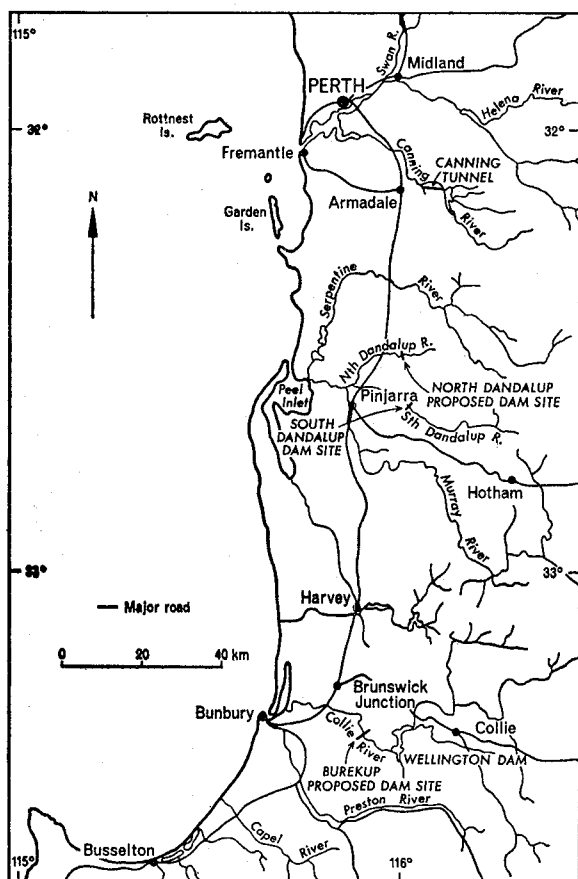 115°
Swan R.
Midland
PERTH
Helena
River
Rottnest
Is.
32°
32°
Fremantle
Canning
CANNING
TUNNEL
N
Armadale
River
Garden
Is.
Serpentine
River
Nth Dandalup R.
NORTH DANDALUP
PROPOSED DAM SITE
Peel
Inlet
Pinjarra
SOUTH
DANDALUP
DAM SITE
Sth Dandalup R.
Hotham
Murray
River
33°
33°
Major road
Harvey
0 20 40 km
Brunswick
Junction
Bunbury
Collie
River
Collie
WELLINGTON DAM
BUREKUP
PROPOSED DAM SITE
Preston River
Capel
River
Busselton
115°
116°